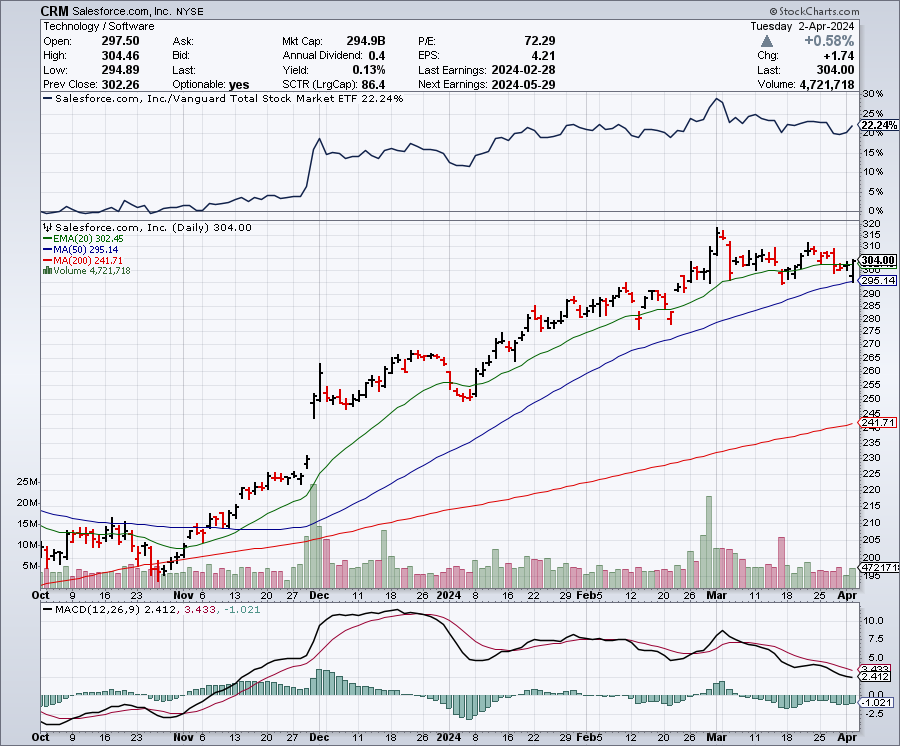 CRM Salesforce.com, Inc. NYSE © StockCharts.com
Technology / Software Tuesday 2-Apr-2024
Open: 297.50 Ask: Mkt Cap: 294.9B P/E: 72.29 +0.58%
High: 304.46 Bid: Annual Dividend: 0.4 EPS: 4.21 Chg: +1.74
Low: 294.89 Last: Yield: 0.13% Last Earnings: 2024-02-28 Last: 304.00
Prev Close: 302.26 Optionable: yes SCTR (LrgCap): 86.4 Next Earnings: 2024-05-29 Volume: 4,721,718
Salesforce.com, Inc./Vanguard Total Stock Market ETF 22.24%
30%
25%
22.24%
20%
15%
10%
5%
0%
Salesforce.com, Inc. (Daily) 304.00
EMA(20) 302.45
MA(50) 295.14
MA(200) 241.71
Volume 4,721,718
320
315
310
304.00
300
295.14
290
285
280
275
270
265
260
255
250
245
241.71
240
235
230
225
220
215
210
205
200
195
25M
20M
15M
10M
5M
4721718
Oct 9 16 23 Nov 6 13 20 27 Dec 11 18 26 2024 8 16 22 29 Feb 5 12 20 26 Mar 11 18 25 Apr
MACD(12,26,9) 2.412, 3.433, -1.021
10.0
7.5
5.0
3.433
2.412
0.0
-1.021
-2.5
Oct 9 16 23 Nov 6 13 20 27 Dec 11 18 26 2024 8 16 22 29 Feb 5 12 20 26 Mar 11 18 25 Apr